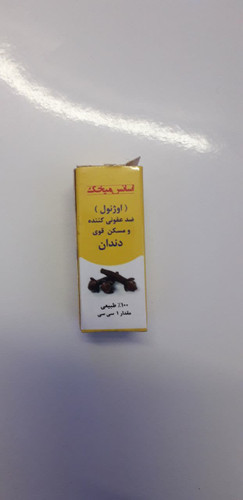 اسانس میخک
( اوژنول )
ضد عفونی کننده
و مسکن قوی
دندان
۱۰۰٪ طبیعی
مقدار ۱ سی سی